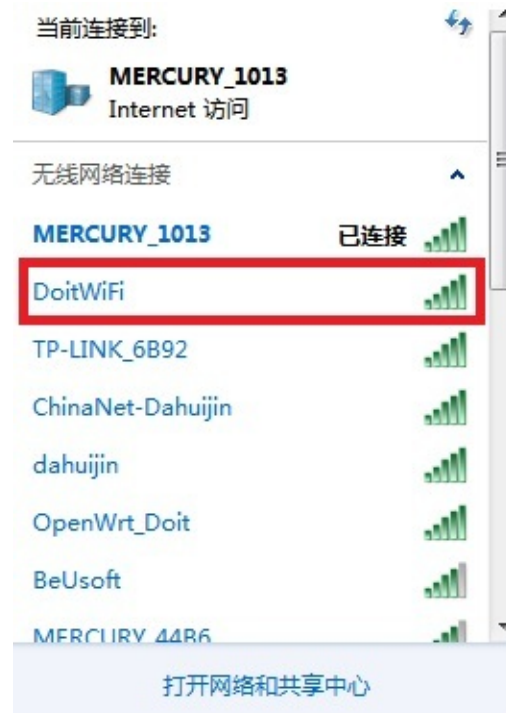 当前连接到:
MERCURY_1013
Internet 访问
无线网络连接
MERCURY_1013 已连接
DoitWiFi
TP-LINK_6B92
ChinaNet-Dahuijin
dahuijin
OpenWrt_Doit
BeUsoft
MERCURY_44B6
打开网络和共享中心